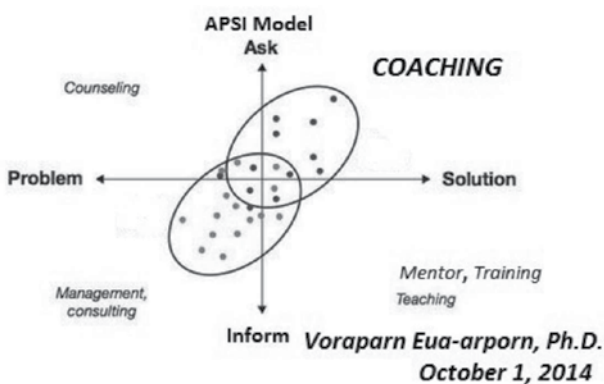 APSI Model
Ask
COACHING
Counseling
Problem
Solution
Mentor, Training
Teaching
Management,
consulting
Inform
Voraparn Eua-arporn, Ph.D.
October 1, 2014